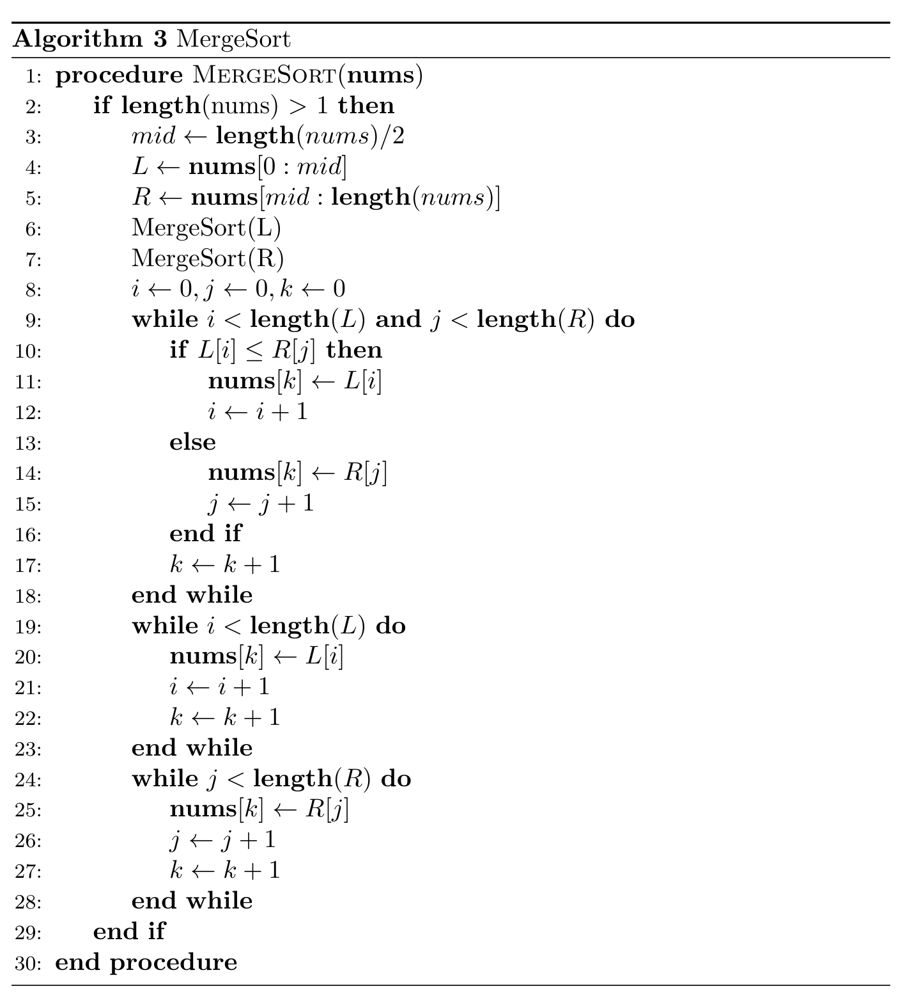 Algorithm 3 MergeSort
1: procedure MERGESORT(nums)
2: if length(nums) > 1 then
3: mid ← length(nums)/2
4: L ← nums[0 : mid]
5: R ← nums[mid : length(nums)]
6: MergeSort(L)
7: MergeSort(R)
8: i ← 0, j ← 0, k ← 0
9: while i < length(L) and j < length(R) do
10: if L[i] ≤ R[j] then
11: nums[k] ← L[i]
12: i ← i + 1
13: else
14: nums[k] ← R[j]
15: j ← j + 1
16: end if
17: k ← k + 1
18: end while
19: while i < length(L) do
20: nums[k] ← L[i]
21: i ← i + 1
22: k ← k + 1
23: end while
24: while j < length(R) do
25: nums[k] ← R[j]
26: j ← j + 1
27: k ← k + 1
28: end while
29: end if
30: end procedure